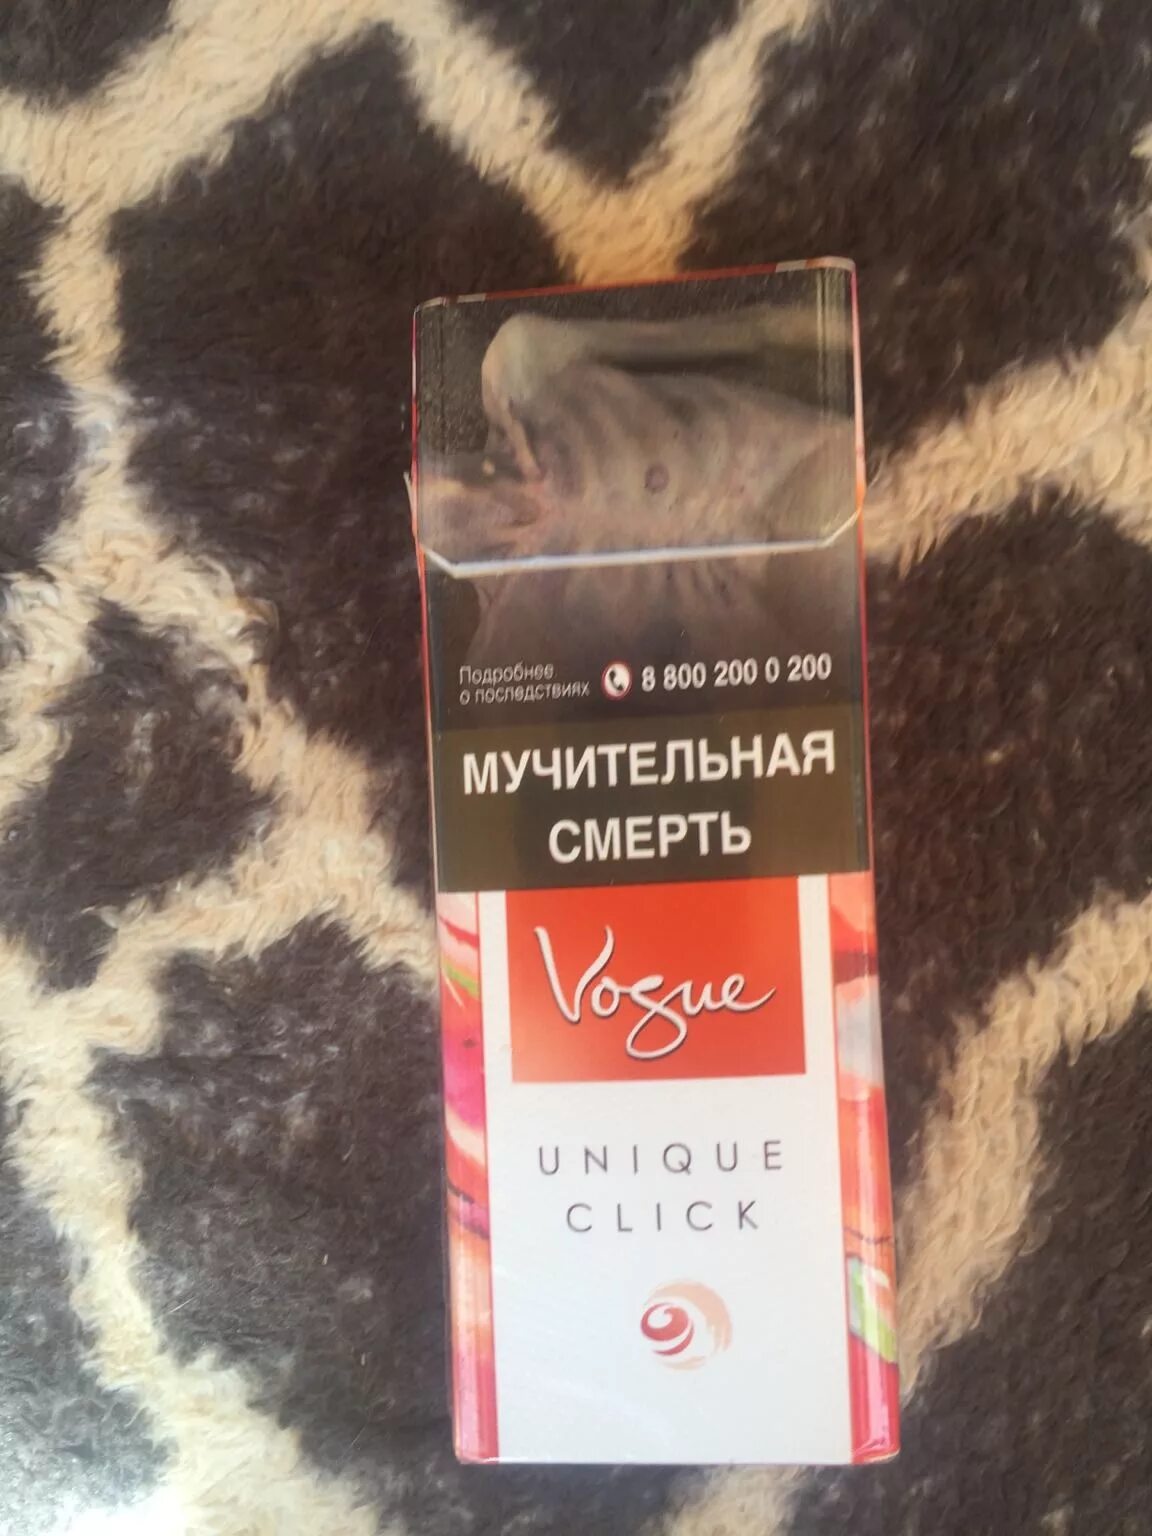 Подробнее
о последствиях
8 800 200 0 200
МУЧИТЕЛЬНАЯ
СМЕРТЬ
Vogue
UNIQUE
CLICK